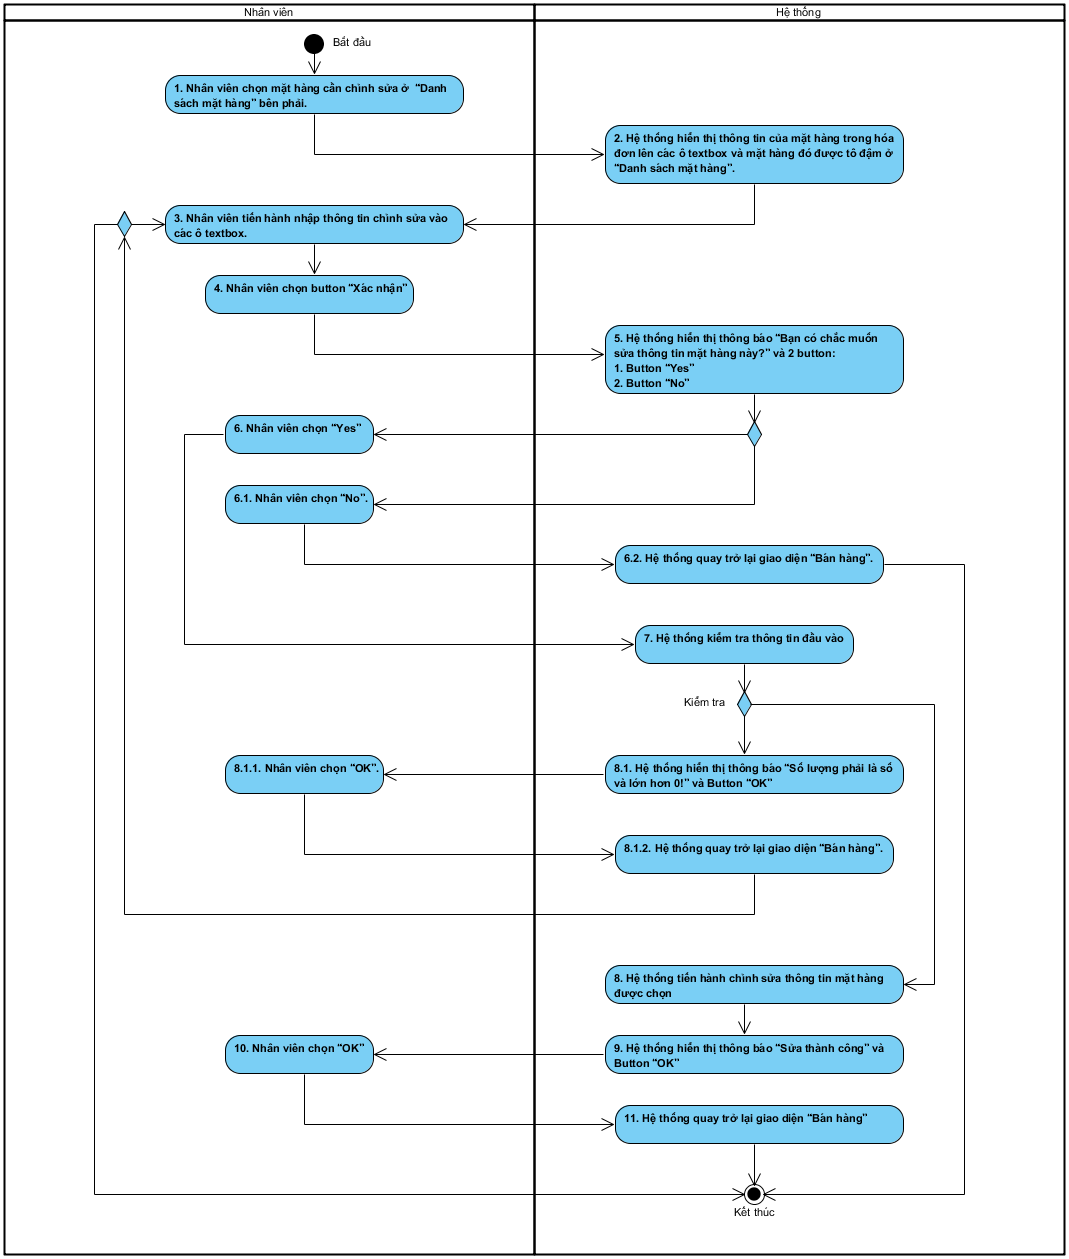 Nhân viên
Hệ thống
Bắt đầu
1. Nhân viên chọn mặt hàng cần chỉnh sửa ở "Danh
sách mặt hàng" bên phải.
2. Hệ thống hiển thị thông tin của mặt hàng trong hóa
đơn lên các ô textbox và mặt hàng đó được tô đậm ở
"Danh sách mặt hàng".
3. Nhân viên tiến hành nhập thông tin chỉnh sửa vào
các ô textbox.
4. Nhân viên chọn button "Xác nhận"
5. Hệ thống hiển thị thông báo "Bạn có chắc muốn
sửa thông tin mặt hàng này?" và 2 button:
1. Button "Yes"
2. Button "No"
6. Nhân viên chọn "Yes"
6.1. Nhân viên chọn "No".
6.2. Hệ thống quay trở lại giao diện "Bán hàng".
7. Hệ thống kiểm tra thông tin đầu vào
Kiểm tra
8.1.1. Nhân viên chọn "OK".
8.1. Hệ thống hiển thị thông báo "Số lượng phải là số
và lớn hơn 0!" và Button "OK"
8.1.2. Hệ thống quay trở lại giao diện "Bán hàng".
8. Hệ thống tiến hành chỉnh sửa thông tin mặt hàng
được chọn
10. Nhân viên chọn "OK"
9. Hệ thống hiển thị thông báo "Sửa thành công" và
Button "OK"
11. Hệ thống quay trở lại giao diện "Bán hàng"
Kết thúc